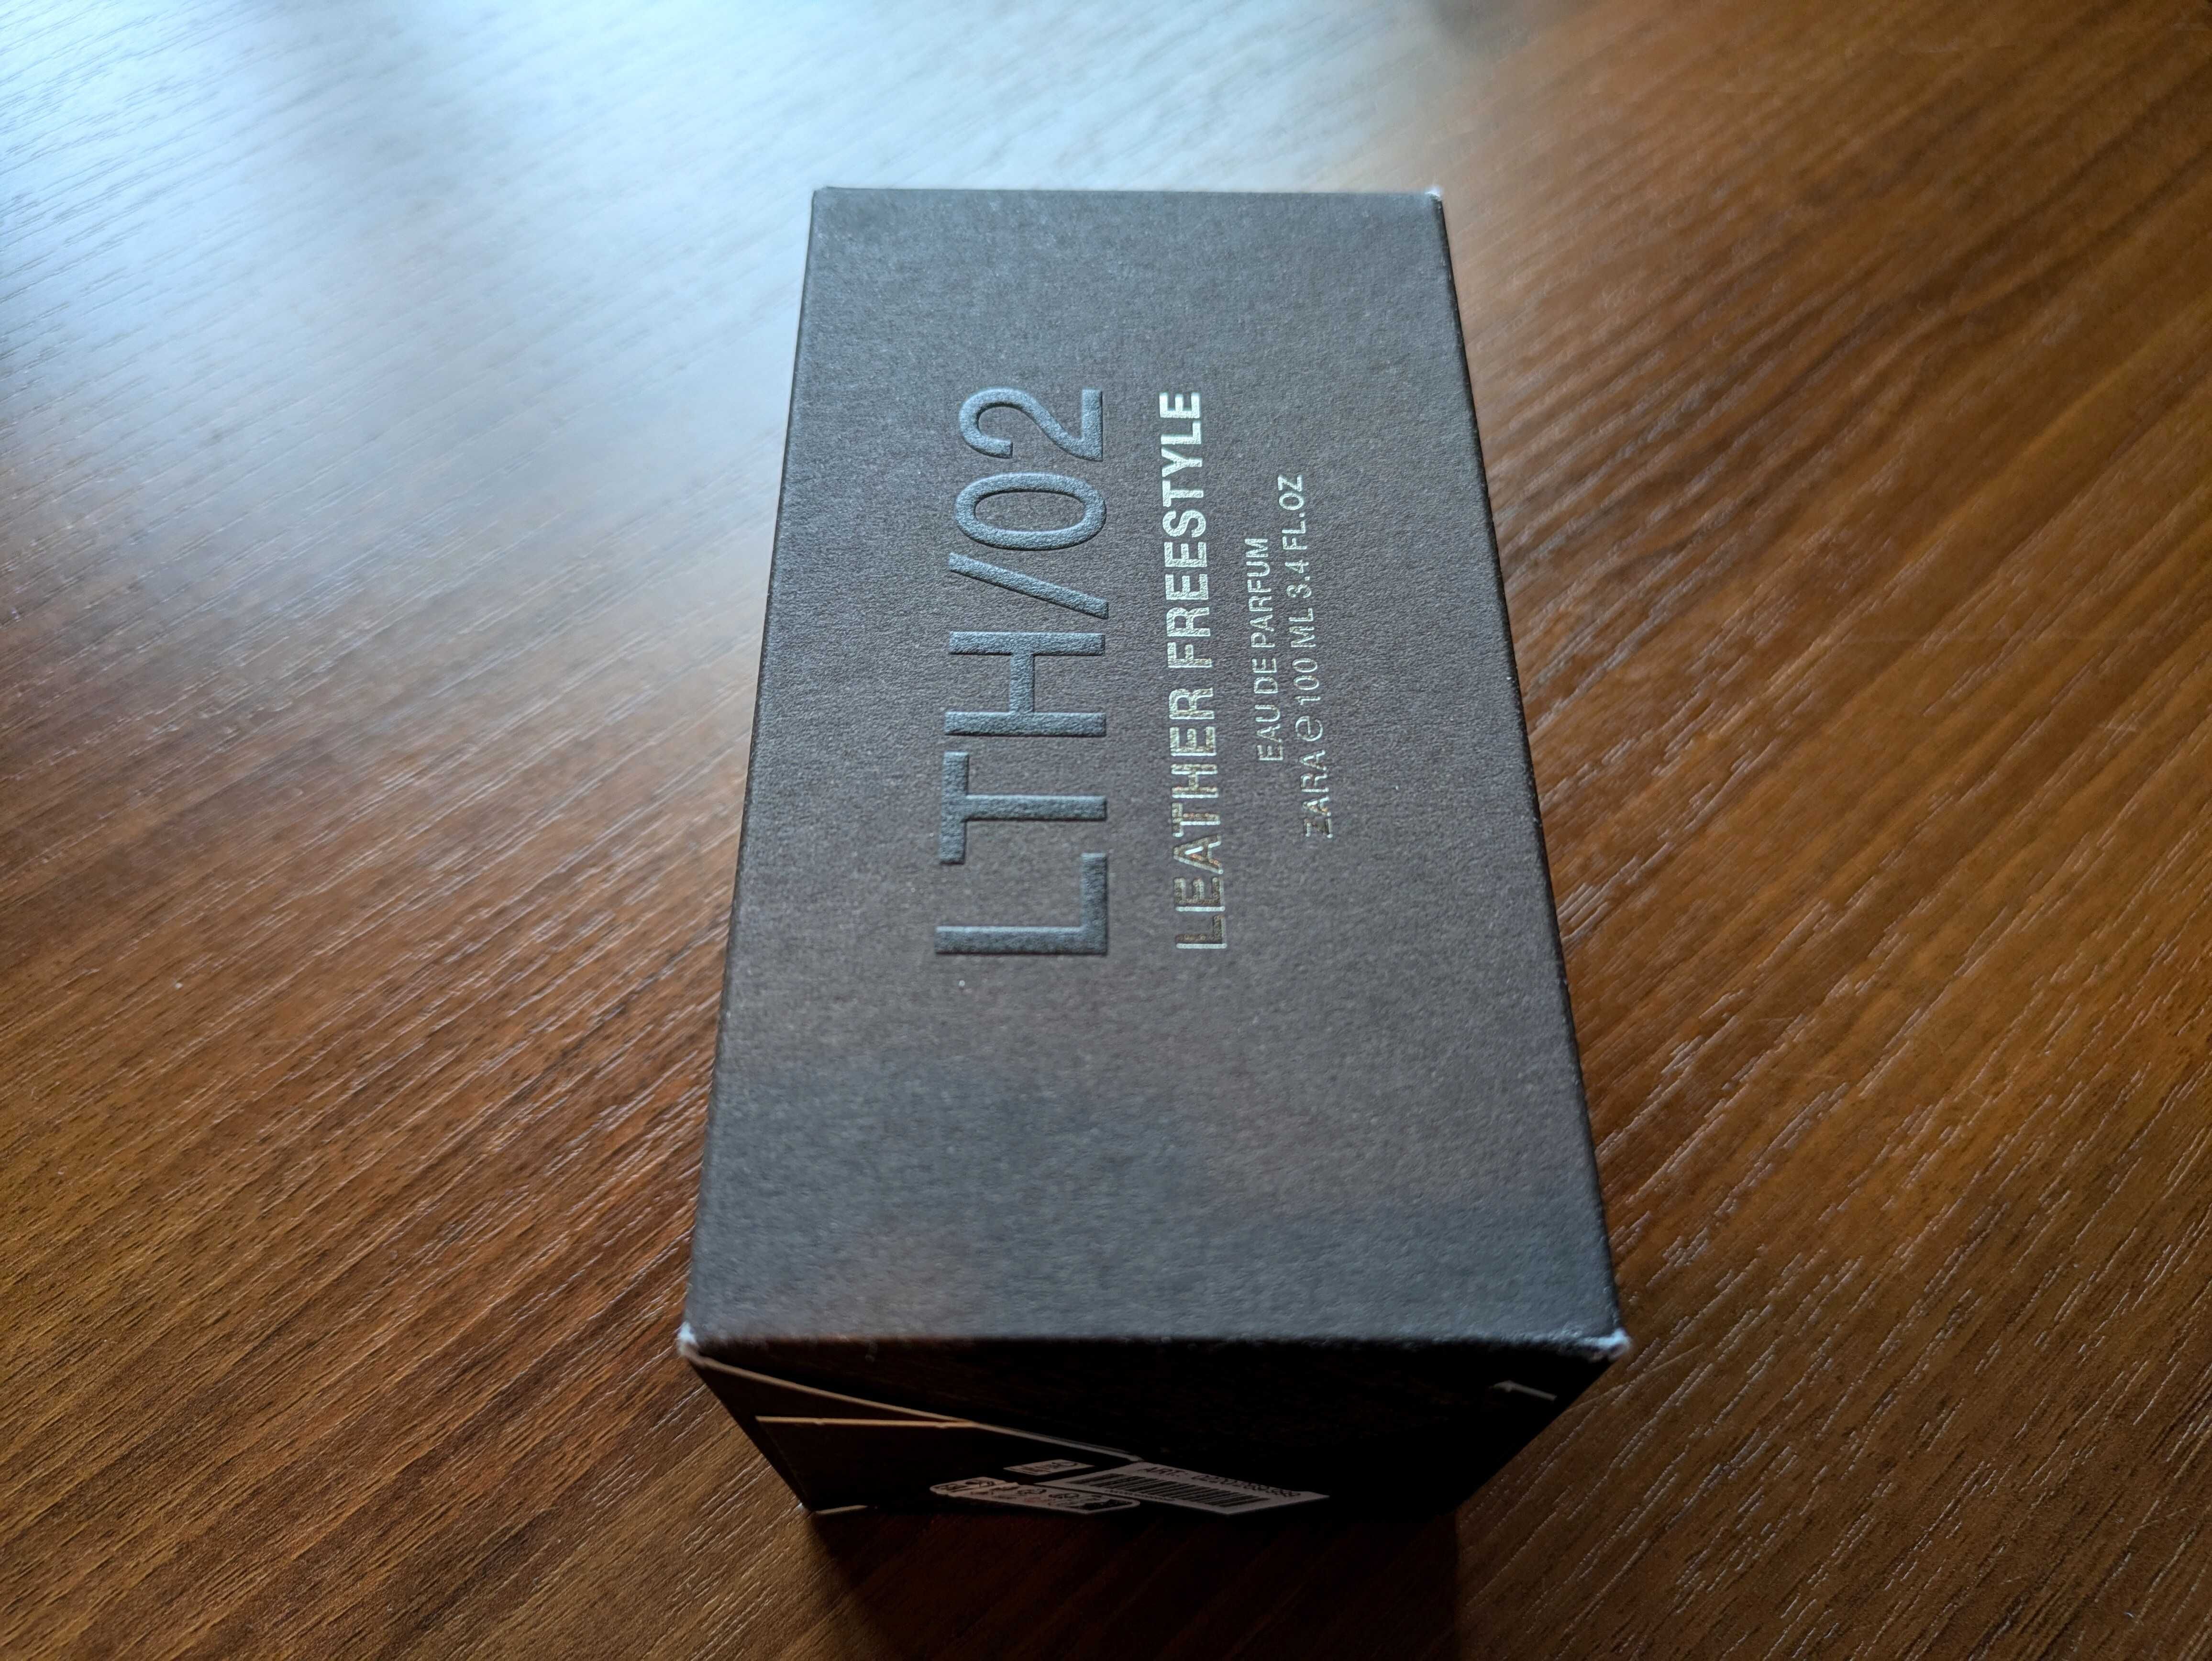 LTH/02
LEATHER FREESTYLE
EAU DE PARFUM
ZARA ℮ 100 ML 3.4 FL.OZ